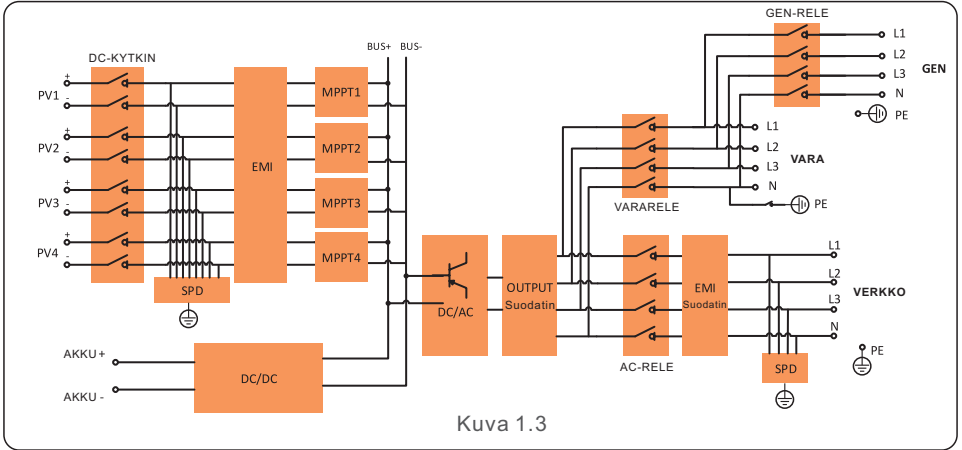 GEN-RELE
L1
L2
L3
N
GEN
PE
BUS+ BUS-
DC-KYTKIN
+
PV1
-
+
PV2
-
+
PV3
-
+
PV4
-
EMI
MPPT1
MPPT2
MPPT3
MPPT4
SPD
L1
L2
L3
N
VARA
PE
VARARELE
DC/AC
OUTPUT
Suodatin
EMI
Suodatin
AC-RELE
L1
L2
L3
N
VERKKO
PE
SPD
AKKU+
AKKU -
DC/DC
Kuva 1.3